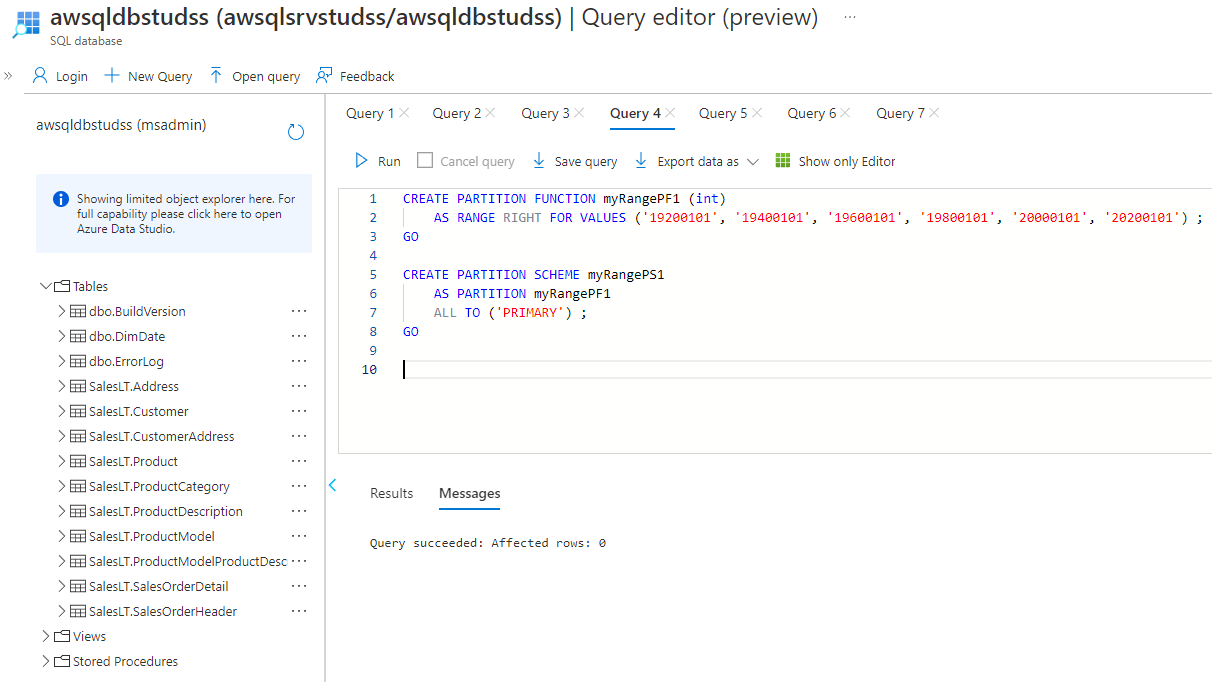 awsqldbstudss (awsqlsrvstudss/awsqldbstudss) | Query editor (preview) ...
SQL database
» Login New Query Open query Feedback
awsqldbstudss (msadmin)
Showing limited object explorer here. For
full capability please click here to open
Azure Data Studio.
Tables
dbo.BuildVersion ...
dbo.DimDate ...
dbo.ErrorLog ...
SalesLT.Address ...
SalesLT.Customer ...
SalesLT.CustomerAddress ...
SalesLT.Product ...
SalesLT.ProductCategory ...
SalesLT.ProductDescription ...
SalesLT.ProductModel ...
SalesLT.ProductModelProductDesc ...
SalesLT.SalesOrderDetail ...
SalesLT.SalesOrderHeader ...
Views
Stored Procedures
Query 1 Query 2 Query 3 Query 4 Query 5 Query 6 Query 7
Run Cancel query Save query Export data as Show only Editor
1 CREATE PARTITION FUNCTION myRangePF1 (int)
2 AS RANGE RIGHT FOR VALUES ('19200101', '19400101', '19600101', '19800101', '20000101', '20200101') ;
3 GO
4
5 CREATE PARTITION SCHEME myRangePS1
6 AS PARTITION myRangePF1
7 ALL TO ('PRIMARY') ;
8 GO
9
10
Results Messages
Query succeeded: Affected rows: 0